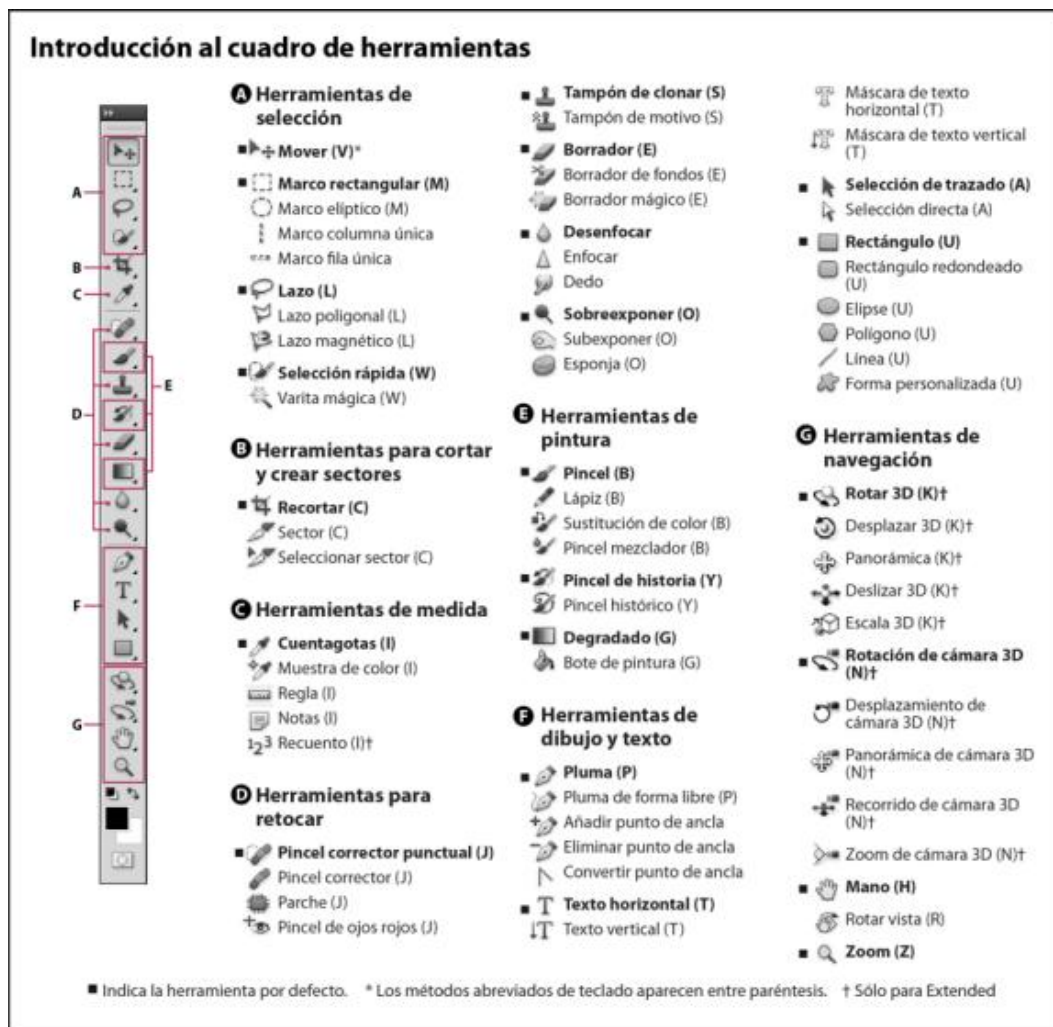 Introducción al cuadro de herramientas
A
B
C
D
E
F
G
A Herramientas de
selección
Mover (V)*
Marco rectangular (M)
Marco elíptico (M)
Marco columna única
Marco fila única
Lazo (L)
Lazo poligonal (L)
Lazo magnético (L)
Selección rápida (W)
Varita mágica (W)
B Herramientas para cortar
y crear sectores
Recortar (C)
Sector (C)
Seleccionar sector (C)
C Herramientas de medida
Cuentagotas (I)
Muestra de color (I)
Regla (I)
Notas (I)
123 Recuento (I)†
D Herramientas para
retocar
Pincel corrector puntual (J)
Pincel corrector (J)
Parche (J)
Pincel de ojos rojos (J)
Tampón de clonar (S)
Tampón de motivo (S)
Borrador (E)
Borrador de fondos (E)
Borrador mágico (E)
Desenfocar
Enfocar
Dedo
Sobreexponer (O)
Subexponer (O)
Esponja (O)
E Herramientas de
pintura
Pincel (B)
Lápiz (B)
Sustitución de color (B)
Pincel mezclador (B)
Pincel de historia (Y)
Pincel histórico (Y)
Degradado (G)
Bote de pintura (G)
F Herramientas de
dibujo y texto
Pluma (P)
Pluma de forma libre (P)
Añadir punto de ancla
Eliminar punto de ancla
Convertir punto de ancla
T Texto horizontal (T)
T Texto vertical (T)
Máscara de texto
horizontal (T)
Máscara de texto vertical
(T)
Selección de trazado (A)
Selección directa (A)
Rectángulo (U)
Rectángulo redondeado
(U)
Elipse (U)
Polígono (U)
Línea (U)
Forma personalizada (U)
G Herramientas de
navegación
Rotar 3D (K)†
Desplazar 3D (K)†
Panorámica (K)†
Deslizar 3D (K)†
Escala 3D (K)†
Rotación de cámara 3D
(N)†
Desplazamiento de
cámara 3D (N)†
Panorámica de cámara 3D
(N)†
Recorrido de cámara 3D
(N)†
Zoom de cámara 3D (N)†
Mano (H)
Rotar vista (R)
Zoom (Z)
■ Indica la herramienta por defecto. * Los métodos abreviados de teclado aparecen entre paréntesis. † Sólo para Extended